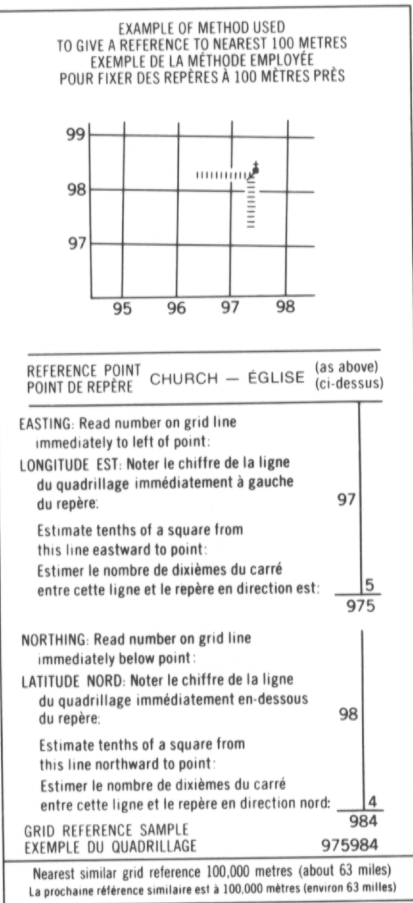 EXAMPLE OF METHOD USED
TO GIVE A REFERENCE TO NEAREST 100 METRES
EXEMPLE DE LA MÉTHODE EMPLOYÉE
POUR FIXER DES REPÈRES À 100 MÈTRES PRÈS
99
98
97
95 96 97 98
REFERENCE POINT
POINT DE REPÈRE
CHURCH — ÉGLISE
(as above)
(ci-dessus)
EASTING: Read number on grid line
immediately to left of point:
LONGITUDE EST: Noter le chiffre de la ligne
du quadrillage immédiatement à gauche
du repère: 97
Estimate tenths of a square from
this line eastward to point:
Estimer le nombre de dixièmes du carré
entre cette ligne et le repère en direction est: 5
975
NORTHING: Read number on grid line
immediately below point:
LATITUDE NORD: Noter le chiffre de la ligne
du quadrillage immédiatement en-dessous
du repère; 98
Estimate tenths of a square from
this line northward to point:
Estimer le nombre de dixièmes du carré
entre cette ligne et le repère en direction nord: 4
984
GRID REFERENCE SAMPLE
EXEMPLE DU QUADRILLAGE 975984
Nearest similar grid reference 100,000 metres (about 63 miles)
La prochaine référence similaire est à 100,000 mètres (environ 63 milles)